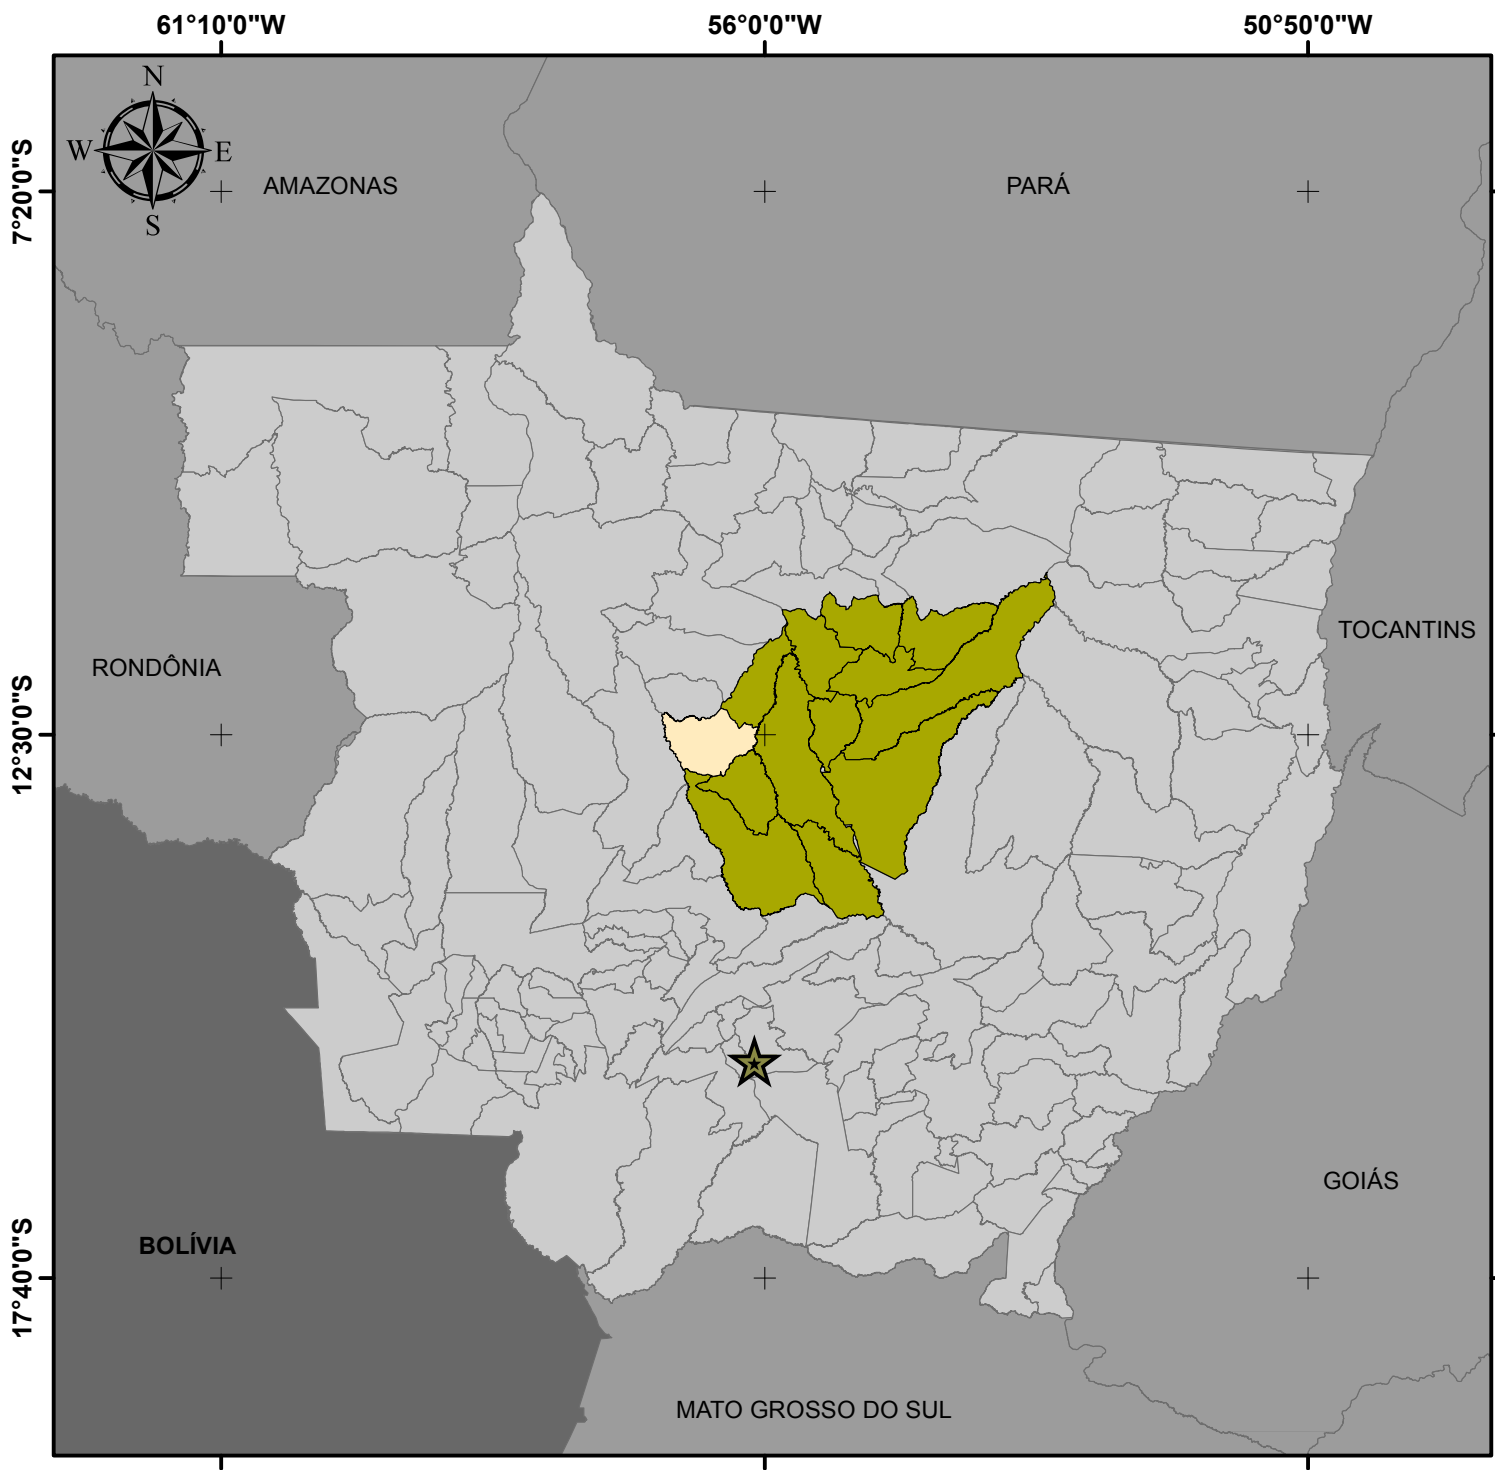 61°10'0"W 56°0'0"W 50°50'0"W
N
W E
S
7°20'0"S
AMAZONAS
PARÁ
12°30'0"S
RONDÔNIA
TOCANTINS
17°40'0"S
BOLÍVIA
GOIÁS
MATO GROSSO DO SUL